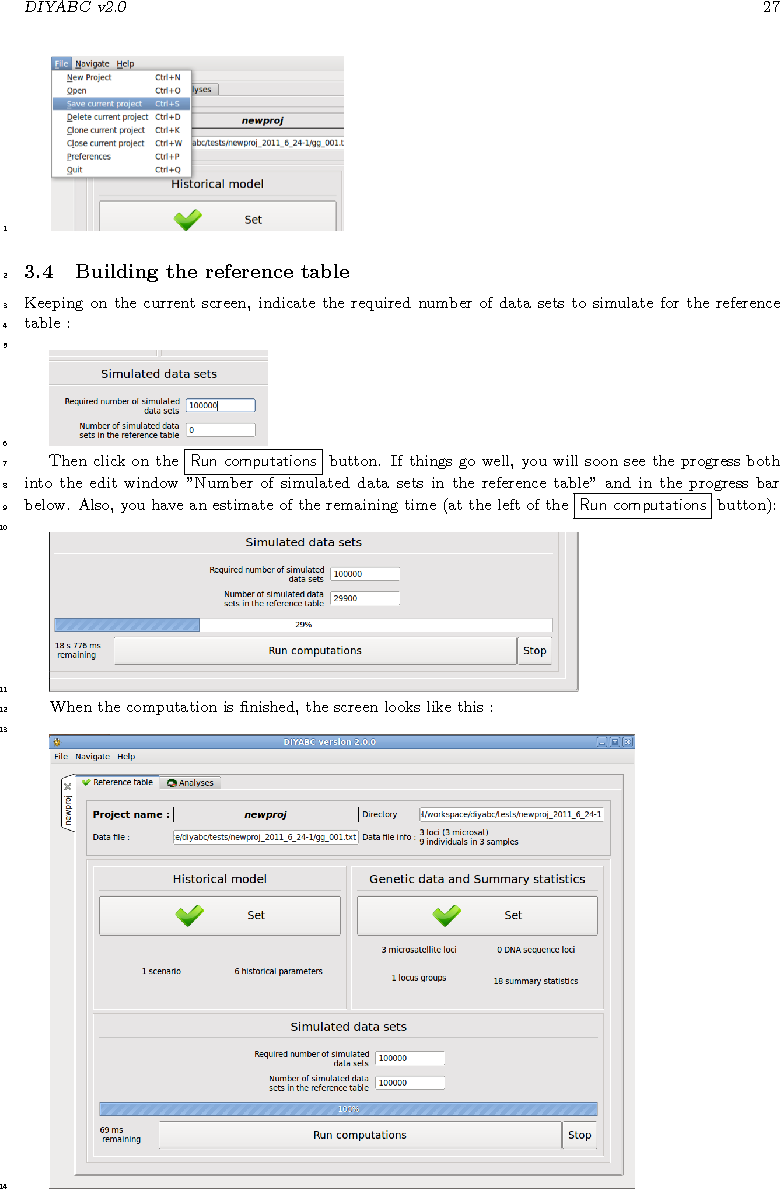 DIYABC v2.0 27
File Navigate Help
New Project Ctrl+N
Open Ctrl+O
Save current project Ctrl+S
lyses
Delete current project Ctrl+D
newproj
Clone current project Ctrl+K
Close current project Ctrl+W
abc/tests/newproj_2011_6_24-1/gg_001.t
Preferences Ctrl+P
Quit Ctrl+Q
Historical model
Set
1
2 3.4 Building the reference table
3 Keeping on the current screen, indicate the required number of data sets to simulate for the reference
4 table :
5
Simulated data sets
Required number of simulated
data sets 100000
Number of simulated data
sets in the reference table 0
6
7 Then click on the Run computations button. If things go well, you will soon see the progress both
8 into the edit window "Number of simulated data sets in the reference table" and in the progress bar
9 below. Also, you have an estimate of the remaining time (at the left of the Run computations button):
10
Simulated data sets
Required number of simulated
data sets 100000
Number of simulated data
sets in the reference table 29900
29%
18 s 776 ms
remaining
Run computations Stop
11
12 When the computation is finished, the screen looks like this :
13
DIYABC version 2.0.0
File Navigate Help
Reference table Analyses
newproj
Project name : newproj Directory l/workspace/diyabc/tests/newproj_2011_6_24-1
Data file : e/diyabc/tests/newproj_2011_6_24-1/gg_001.txt Data file info : 3 loci (3 microsat)
9 individuals in 3 samples
Historical model Genetic data and Summary statistics
Set Set
3 microsatellite loci 0 DNA sequence loci
1 scenario 6 historical parameters
1 locus groups 18 summary statistics
Simulated data sets
Required number of simulated
data sets 100000
Number of simulated data
sets in the reference table 100000
100%
69 ms
remaining
Run computations Stop
14